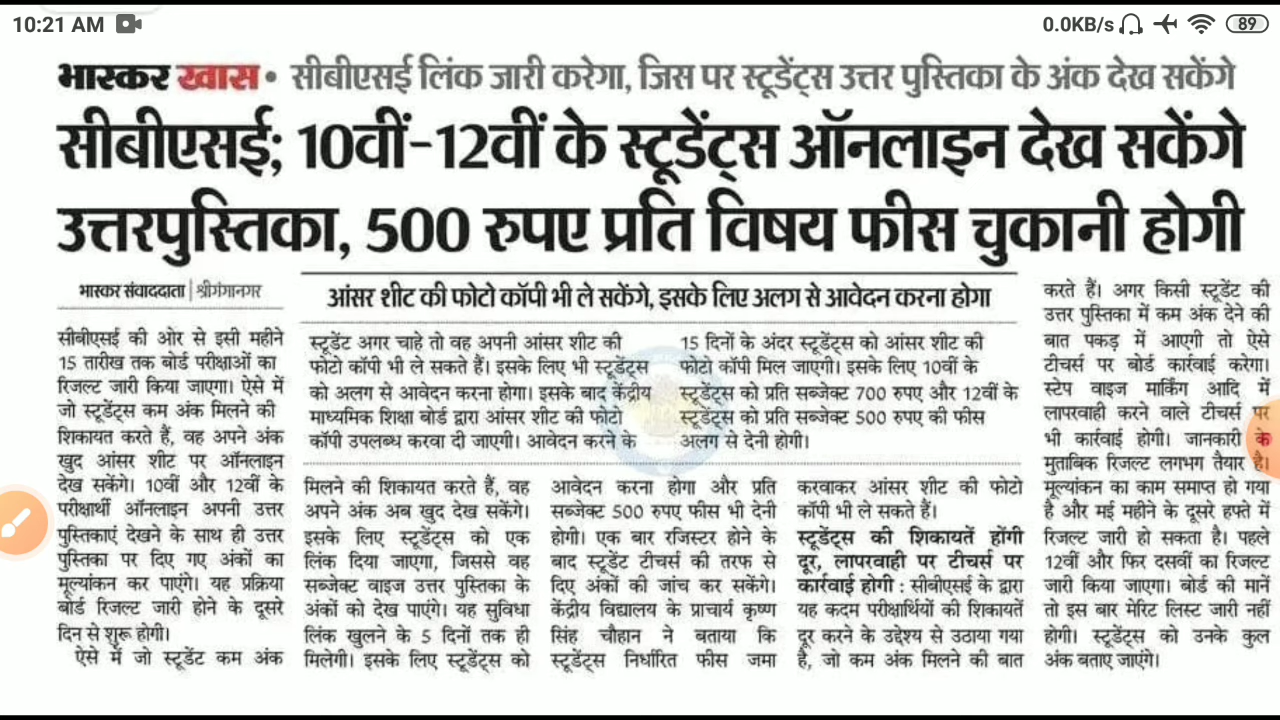 10:21 AM
0.0KB/s
89
भास्कर खास • सीबीएसई लिंक जारी करेगा, जिस पर स्टूडेंट्स उत्तर पुस्तिका के अंक देख सकेंगे
सीबीएसई; 10वीं-12वीं के स्टूडेंट्स ऑनलाइन देख सकेंगे
उत्तरपुस्तिका, 500 रुपए प्रति विषय फीस चुकानी होगी
भास्कर संवाददाता | श्रीगंगानगर
सीबीएसई की ओर से इसी महीने
15 तारीख तक बोर्ड परीक्षाओं का
रिजल्ट जारी किया जाएगा। ऐसे में
जो स्टूडेंट्स कम अंक मिलने की
शिकायत करते हैं, वह अपने अंक
खुद आंसर शीट पर ऑनलाइन
देख सकेंगे। 10वीं और 12वीं के
परीक्षार्थी ऑनलाइन अपनी उत्तर
पुस्तिकाएं देखने के साथ ही उत्तर
पुस्तिका पर दिए गए अंकों का
मूल्यांकन कर पाएंगे। यह प्रक्रिया
बोर्ड रिजल्ट जारी होने के दूसरे
दिन से शुरू होगी।
ऐसे में जो स्टूडेंट कम अंक
आंसर शीट की फोटो कॉपी भी ले सकेंगे, इसके लिए अलग से आवेदन करना होगा
स्टूडेंट अगर चाहे तो वह अपनी आंसर शीट की
फोटो कॉपी भी ले सकते हैं। इसके लिए भी स्टूडेंट्स
को अलग से आवेदन करना होगा। इसके बाद केंद्रीय
माध्यमिक शिक्षा बोर्ड द्वारा आंसर शीट की फोटो
कॉपी उपलब्ध करवा दी जाएगी। आवेदन करने के
15 दिनों के अंदर स्टूडेंट्स को आंसर शीट की
फोटो कॉपी मिल जाएगी। इसके लिए 10वीं के
स्टूडेंट्स को प्रति सब्जेक्ट 700 रुपए और 12वीं के
स्टूडेंट्स को प्रति सब्जेक्ट 500 रुपए की फीस
अलग से देनी होगी।
मिलने की शिकायत करते हैं, वह
अपने अंक अब खुद देख सकेंगे।
इसके लिए स्टूडेंट्स को एक
लिंक दिया जाएगा, जिससे वह
सब्जेक्ट वाइज उत्तर पुस्तिका के
अंकों को देख पाएंगे। यह सुविधा
लिंक खुलने के 5 दिनों तक ही
मिलेगी। इसके लिए स्टूडेंट्स को
आवेदन करना होगा और प्रति
सब्जेक्ट 500 रुपए फीस भी देनी
होगी। एक बार रजिस्टर होने के
बाद स्टूडेंट टीचर्स की तरफ से
दिए अंकों की जांच कर सकेंगे।
केंद्रीय विद्यालय के प्राचार्य कृष्ण
सिंह चौहान ने बताया कि
स्टूडेंट्स निर्धारित फीस जमा
करवाकर आंसर शीट की फोटो
कॉपी भी ले सकते हैं।
स्टूडेंट्स की शिकायतें होंगी
दूर, लापरवाही पर टीचर्स पर
कार्रवाई होगी : सीबीएसई के द्वारा
यह कदम परीक्षार्थियों की शिकायतें
दूर करने के उद्देश्य से उठाया गया
है, जो कम अंक मिलने की बात
करते हैं। अगर किसी स्टूडेंट की
उत्तर पुस्तिका में कम अंक देने की
बात पकड़ में आएगी तो ऐसे
टीचर्स पर बोर्ड कार्रवाई करेगा।
स्टेप वाइज मार्किंग आदि में
लापरवाही करने वाले टीचर्स पर
भी कार्रवाई होगी। जानकारी के
मुताबिक रिजल्ट लगभग तैयार है।
मूल्यांकन का काम समाप्त हो गया
है और मई महीने के दूसरे हफ्ते में
रिजल्ट जारी हो सकता है। पहले
12वीं और फिर दसवीं का रिजल्ट
जारी किया जाएगा। बोर्ड की मानें
तो इस बार मेरिट लिस्ट जारी नहीं
होगी। स्टूडेंट्स को उनके कुल
अंक बताए जाएंगे।